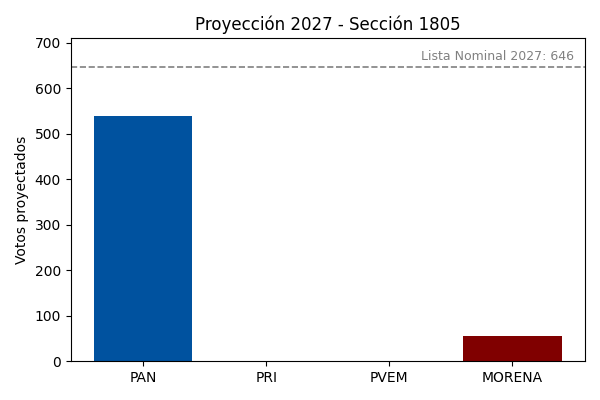 Proyección 2027 - Sección 1805
Votos proyectados
700
600
500
400
300
200
100
0
Lista Nominal 2027: 646
PAN
PRI
PVEM
MORENA